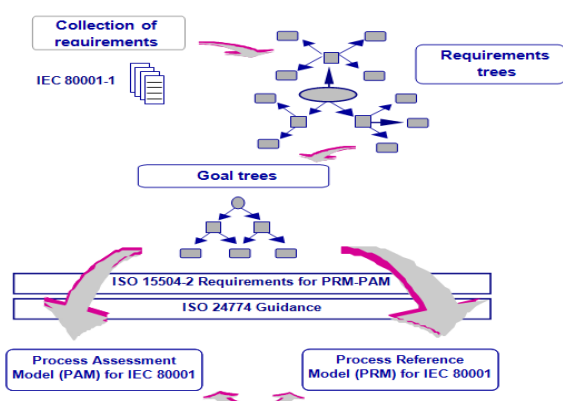 Collection of
requirements
IEC 80001-1
Requirements
trees
Goal trees
ISO 15504-2 Requirements for PRM-PAM
ISO 24774 Guidance
Process Assessment
Model (PAM) for IEC 80001
Process Reference
Model (PRM) for IEC 80001